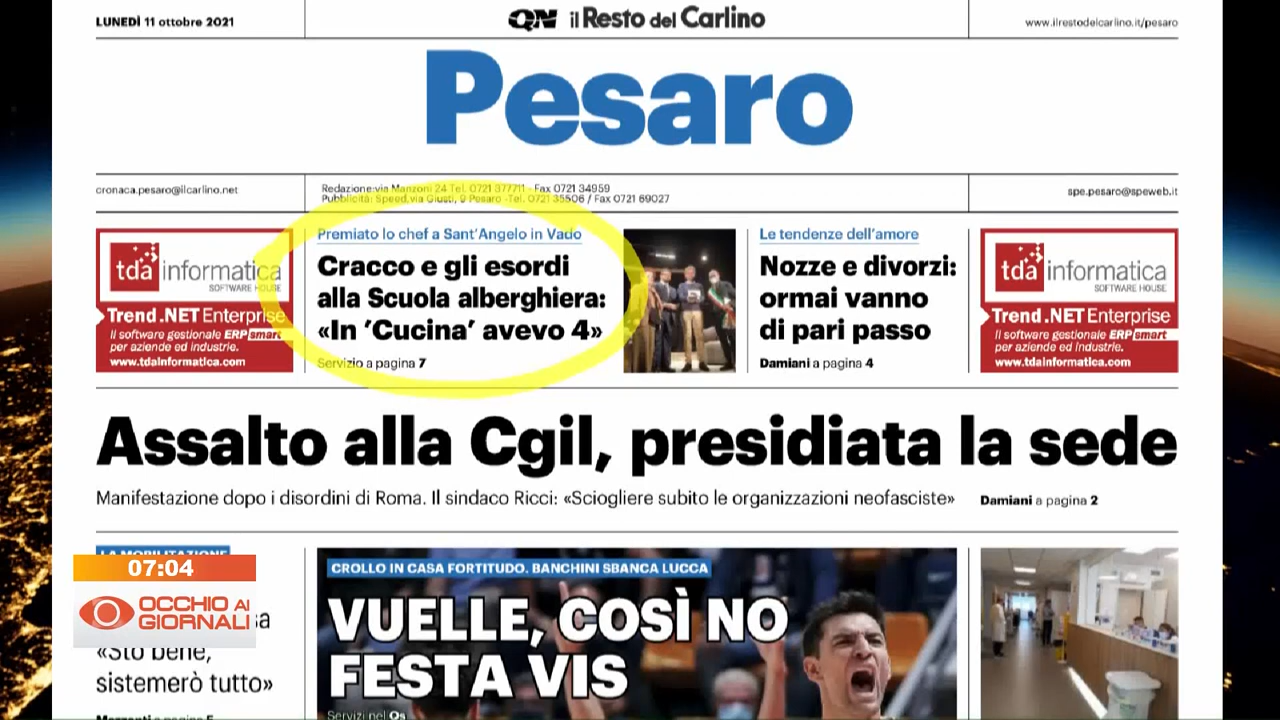 LUNEDÌ 11 ottobre 2021
QN il Resto del Carlino
www.ilrestodelcarlino.it/pesaro
Pesaro
cronaca.pesaro@ilcarlino.net
Redazione:via Manzoni 24 Tel. 0721 377711 - Fax 0721 34959
Pubblicità: Speed,via Giusti, 9 Pesaro -Tel. 0721 35506 / Fax 0721 69027
spe.pesaro@speweb.it
tda informatica
SOFTWARE HOUSE
Trend .NET Enterprise
Il software gestionale ERP smart
per aziende ed industrie.
www.tdainformatica.com
Premiato lo chef a Sant'Angelo in Vado
Cracco e gli esordi
alla Scuola alberghiera:
«In 'Cucina' avevo 4»
Servizio a pagina 7
Le tendenze dell'amore
Nozze e divorzi:
ormai vanno
di pari passo
Damiani a pagina 4
tda informatica
SOFTWARE HOUSE
Trend .NET Enterprise
Il software gestionale ERP smart
per aziende ed industrie.
www.tdainformatica.com
Assalto alla Cgil, presidiata la sede
Manifestazione dopo i disordini di Roma. Il sindaco Ricci: «Sciogliere subito le organizzazioni neofasciste»
Damiani a pagina 2
LA MOBILITAZIONE
07:04
OCCHIO AI
GIORNALI
«Sto bene,
sistemerò tutto»
CROLLO IN CASA FORTITUDO. BANCHINI SBANCA LUCCA
VUELLE, COSÌ NO
FESTA VIS
Servizi nel Qs